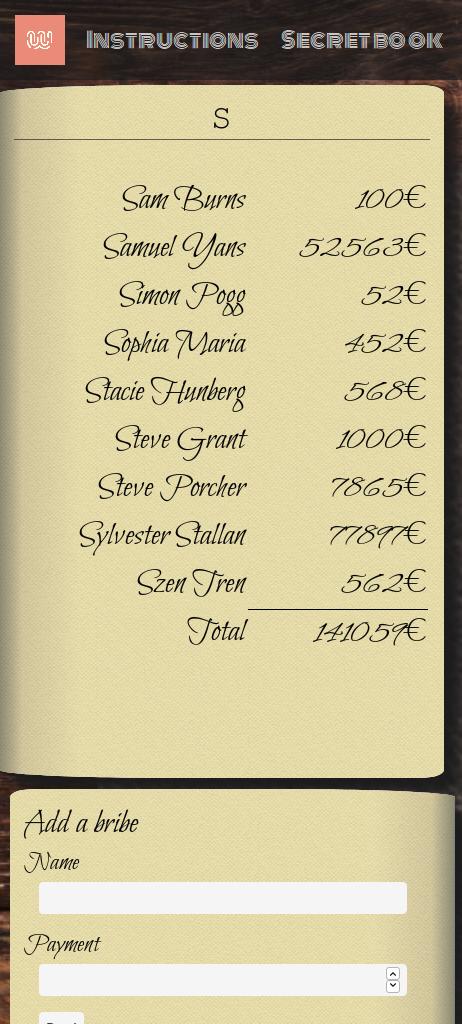 W
Instructions Secretbook
S
Sam Burns 100€
Samuel Yans 52563€
Simon Pogg 52€
Sophia Maria 452€
Stacie Hunberg 568€
Steve Grant 1000€
Steve Porcher 7865€
Sylvester Stallan 77897€
Szen Tren 562€
Total 141059€
Add a bribe
Name
Payment